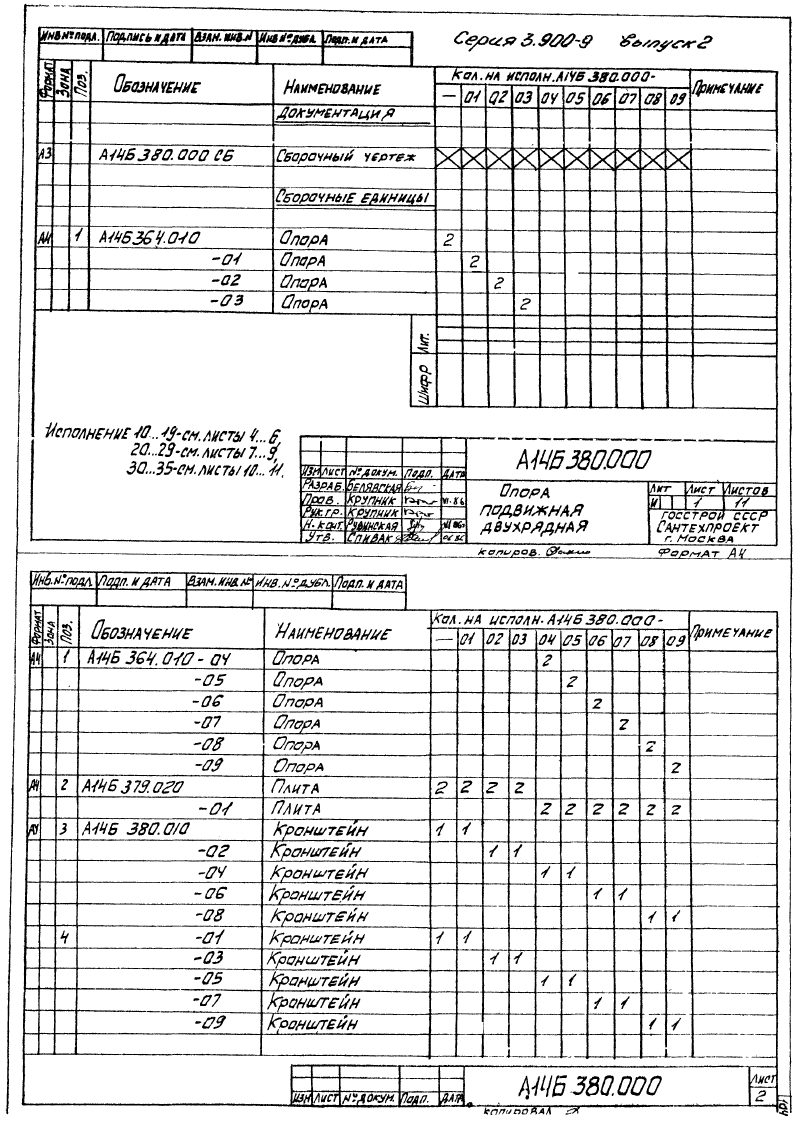 Серия 3.900-9 Выпуск 2
ИНВ № ПОДЛ. ПОДПИСЬ И ДАТА ВЗАМ. ИНВ. № ИНВ № ДУБЛ. ПОДП. И ДАТА
ФОРМАТ ЗОНА ПОЗ. ОБОЗНАЧЕНИЕ НАИМЕНОВАНИЕ КОЛ. НА ИСПОЛН. А14Б 380.000- ПРИМЕЧАНИЕ
— 01 02 03 04 05 06 07 08 09
ДОКУМЕНТАЦИЯ
А3 А14Б 380.000 СБ СБОРОЧНЫЙ ЧЕРТЕЖ X X X X X X X X X X
СБОРОЧНЫЕ ЕДИНИЦЫ
А4 1 А14Б 364.010 ОПОРА 2
-01 ОПОРА 2
-02 ОПОРА 2
-03 ОПОРА 2
ЛИТ.
ШИФР
ИСПОЛНЕНИЕ 10...19-СМ. ЛИСТЫ 4...6,
20...29-СМ. ЛИСТЫ 7...9,
30...35-СМ. ЛИСТЫ 10...11.
А14Б 380.000
ИЗМ ЛИСТ № ДОКУМ. ПОДП. ДАТА
РАЗРАБ. БЕЛЯВСКАЯ
ПРОВ. КРУПНИК
РУК.ГР. КРУПНИК
Н. КОНТ. РУВИНСКАЯ
УТВ. СПИВАК
ОПОРА
ПОДВИЖНАЯ
ДВУХРЯДНАЯ
ЛИТ ЛИСТ ЛИСТОВ
И 1 11
ГОССТРОЙ СССР
САНТЕХПРОЕКТ
г. МОСКВА
КОПИРОВ. ФОРМАТ А4
ИНВ. № ПОДЛ. ПОДП. И ДАТА ВЗАМ. ИНВ. № ИНВ. № ДУБЛ. ПОДП. И ДАТА
ФОРМАТ ЗОНА ПОЗ. ОБОЗНАЧЕНИЕ НАИМЕНОВАНИЕ КОЛ. НА ИСПОЛН. А14Б 380.000- ПРИМЕЧАНИЕ
— 01 02 03 04 05 06 07 08 09
А4 1 А14Б 364.010 - 04 ОПОРА 2
-05 ОПОРА 2
-06 ОПОРА 2
-07 ОПОРА 2
-08 ОПОРА 2
-09 ОПОРА 2
А4 2 А14Б 379.020 ПЛИТА 2 2 2 2
-01 ПЛИТА 2 2 2 2 2 2
А4 3 А14Б 380.010 КРОНШТЕЙН 1 1
-02 КРОНШТЕЙН 1 1
-04 КРОНШТЕЙН 1 1
-06 КРОНШТЕЙН 1 1
-08 КРОНШТЕЙН 1 1
4 -01 КРОНШТЕЙН 1 1
-03 КРОНШТЕЙН 1 1
-05 КРОНШТЕЙН 1 1
-07 КРОНШТЕЙН 1 1
-09 КРОНШТЕЙН 1 1
А14Б 380.000
ЛИСТ
2
ИЗМ ЛИСТ № ДОКУМ. ПОДП. ДАТА
КОПИРОВАЛ